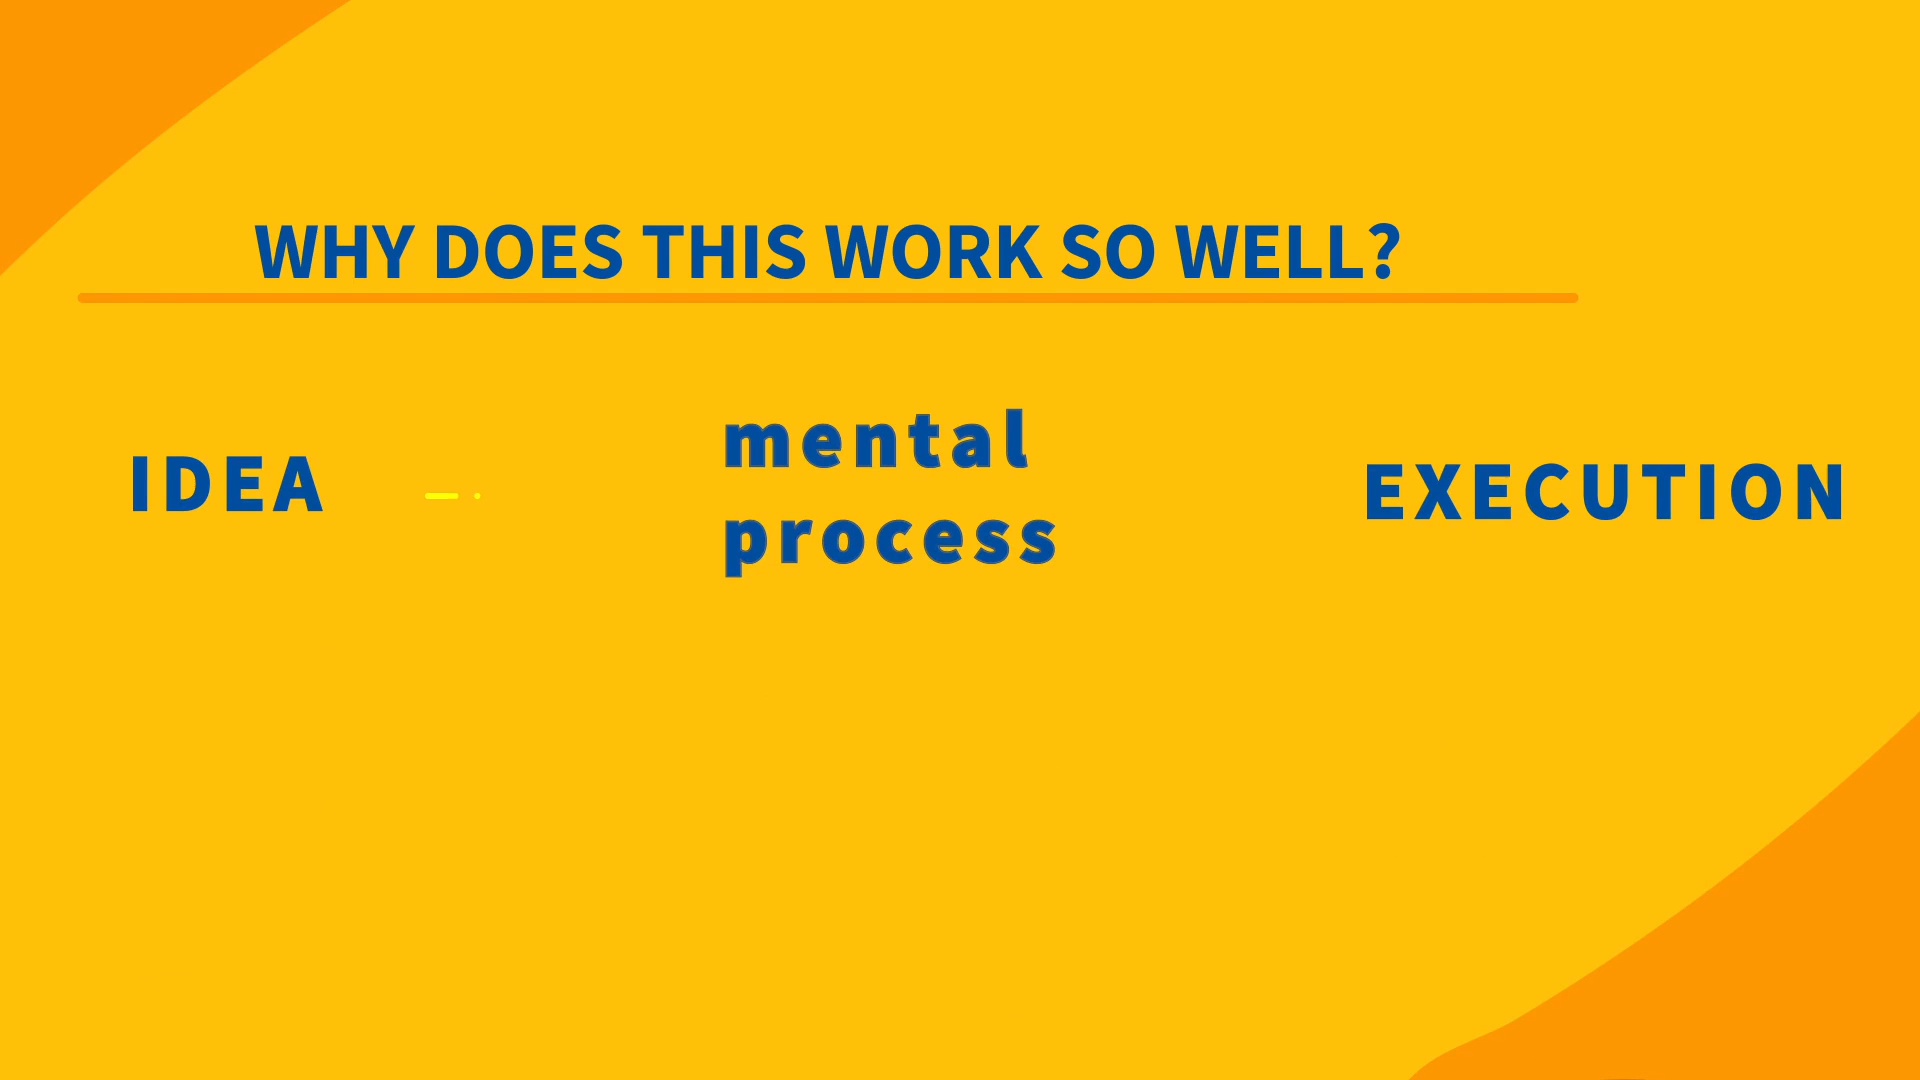 WHY DOES THIS WORK SO WELL?
IDEA
mental
process
EXECUTION